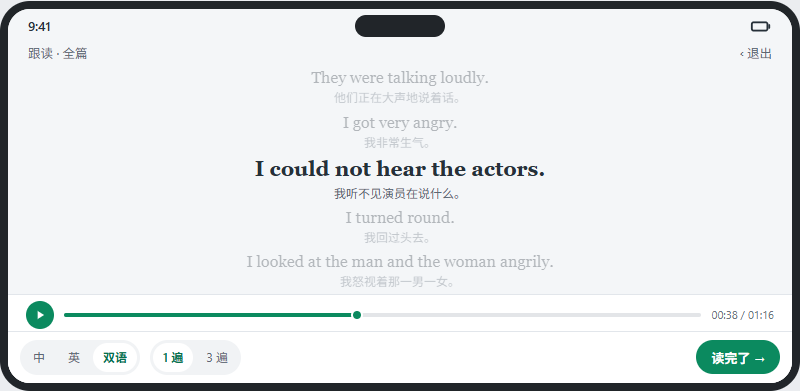 9:41
跟读 · 全篇
‹ 退出
They were talking loudly.
他们正在大声地说着话。
I got very angry.
我非常生气。
I could not hear the actors.
我听不见演员在说什么。
I turned round.
我回过头去。
I looked at the man and the woman angrily.
我怒视着那一男一女。
00:38 / 01:16
中 英 双语 1 遍 3 遍 读完了 →